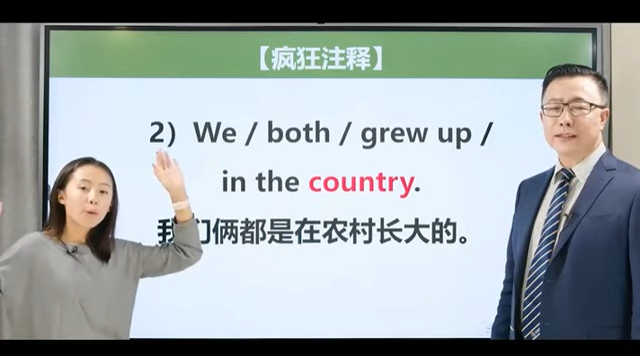 【疯狂注释】
2）We / both / grew up /
in the country.
我们俩都是在农村长大的。